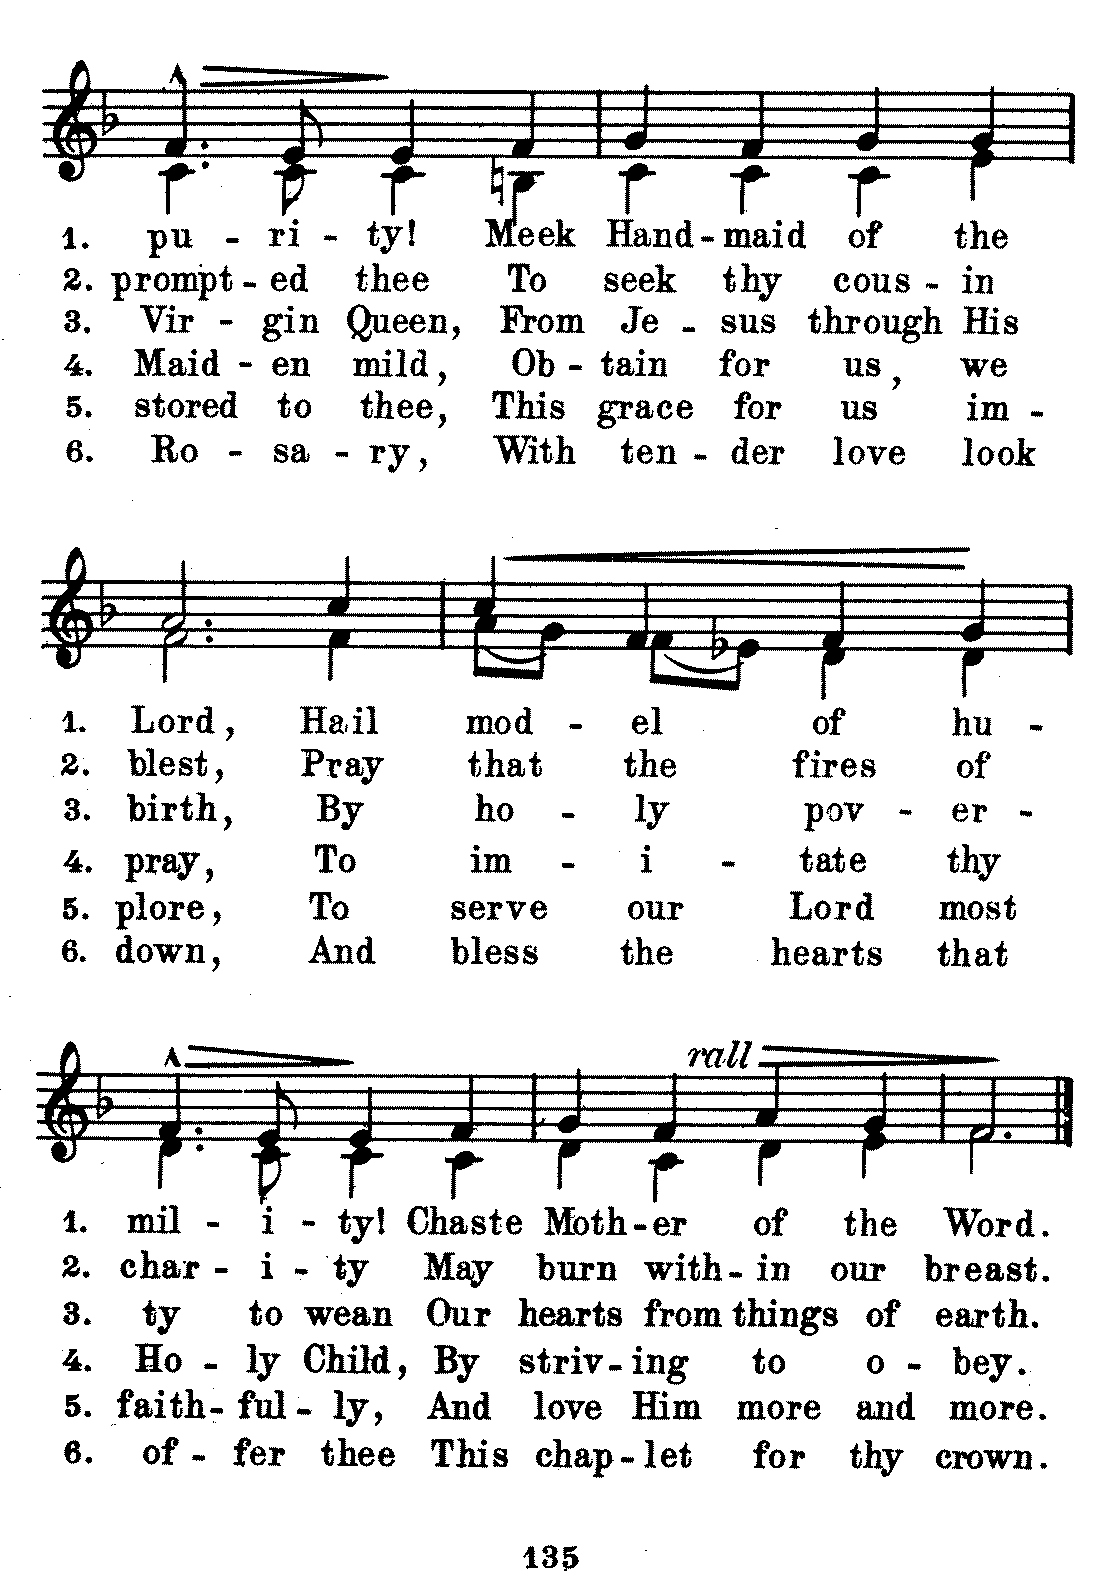 1. pu - ri - ty! Meek Hand-maid of the
2. prompt-ed thee To seek thy cous-in
3. Vir - gin Queen, From Je - sus through His
4. Maid - en mild, Ob - tain for us, we
5. stored to thee, This grace for us im -
6. Ro - sa - ry, With ten - der love look
1. Lord, Hail mod - el of hu -
2. blest, Pray that the fires of
3. birth, By ho - ly pov - er -
4. pray, To im - i - tate thy
5. plore, To serve our Lord most
6. down, And bless the hearts that
rall
1. mil - i - ty! Chaste Moth-er of the Word.
2. char - i - ty May burn with-in our breast.
3. ty to wean Our hearts from things of earth.
4. Ho - ly Child, By striv-ing to o - bey.
5. faith-ful-ly, And love Him more and more.
6. of - fer thee This chap-let for thy crown.
135